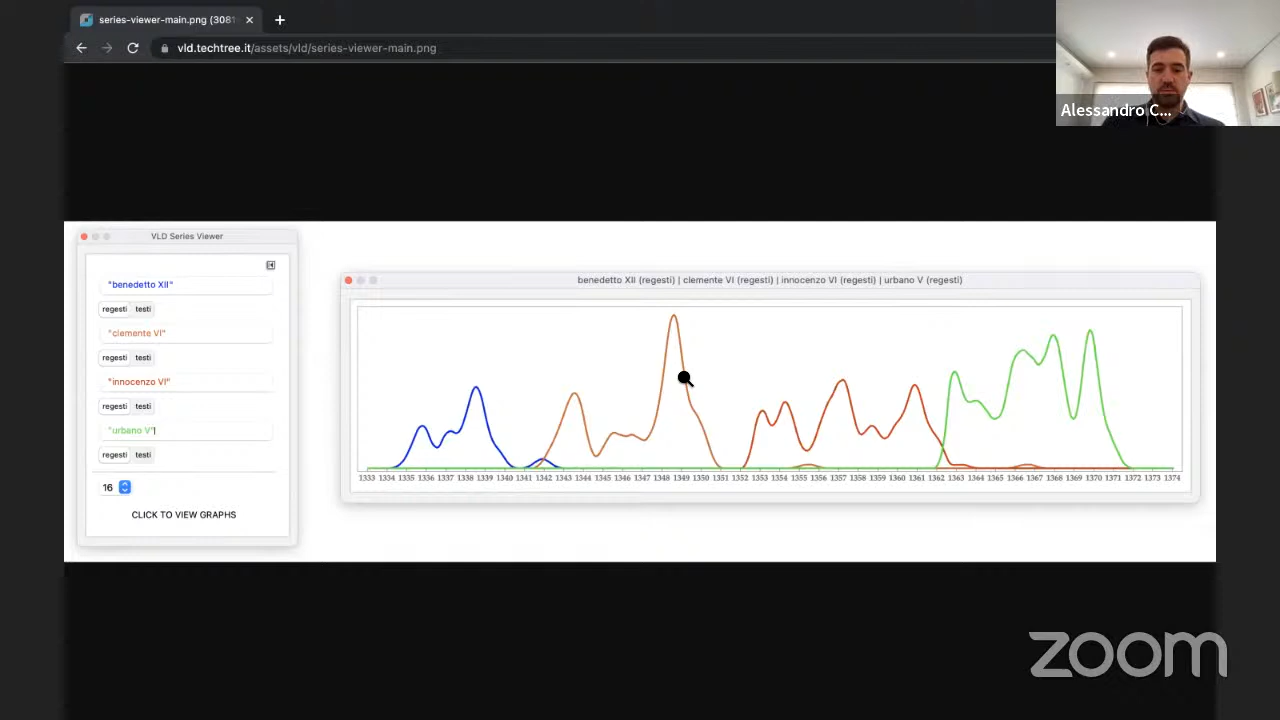 series-viewer-main.png (3081
vld.techtree.it/assets/vld/series-viewer-main.png
Alessandro C...
VLD Series Viewer
"benedetto XII"
regesti testi
"clemente VI"
regesti testi
"innocenzo VI"
regesti testi
"urbano V"
regesti testi
16
CLICK TO VIEW GRAPHS
benedetto XII (regesti) | clemente VI (regesti) | innocenzo VI (regesti) | urbano V (regesti)
1333 1334 1335 1336 1337 1338 1339 1340 1341 1342 1343 1344 1345 1346 1347 1348 1349 1350 1351 1352 1353 1354 1355 1356 1357 1358 1359 1360 1361 1362 1363 1364 1365 1366 1367 1368 1369 1370 1371 1372 1373 1374
zoom